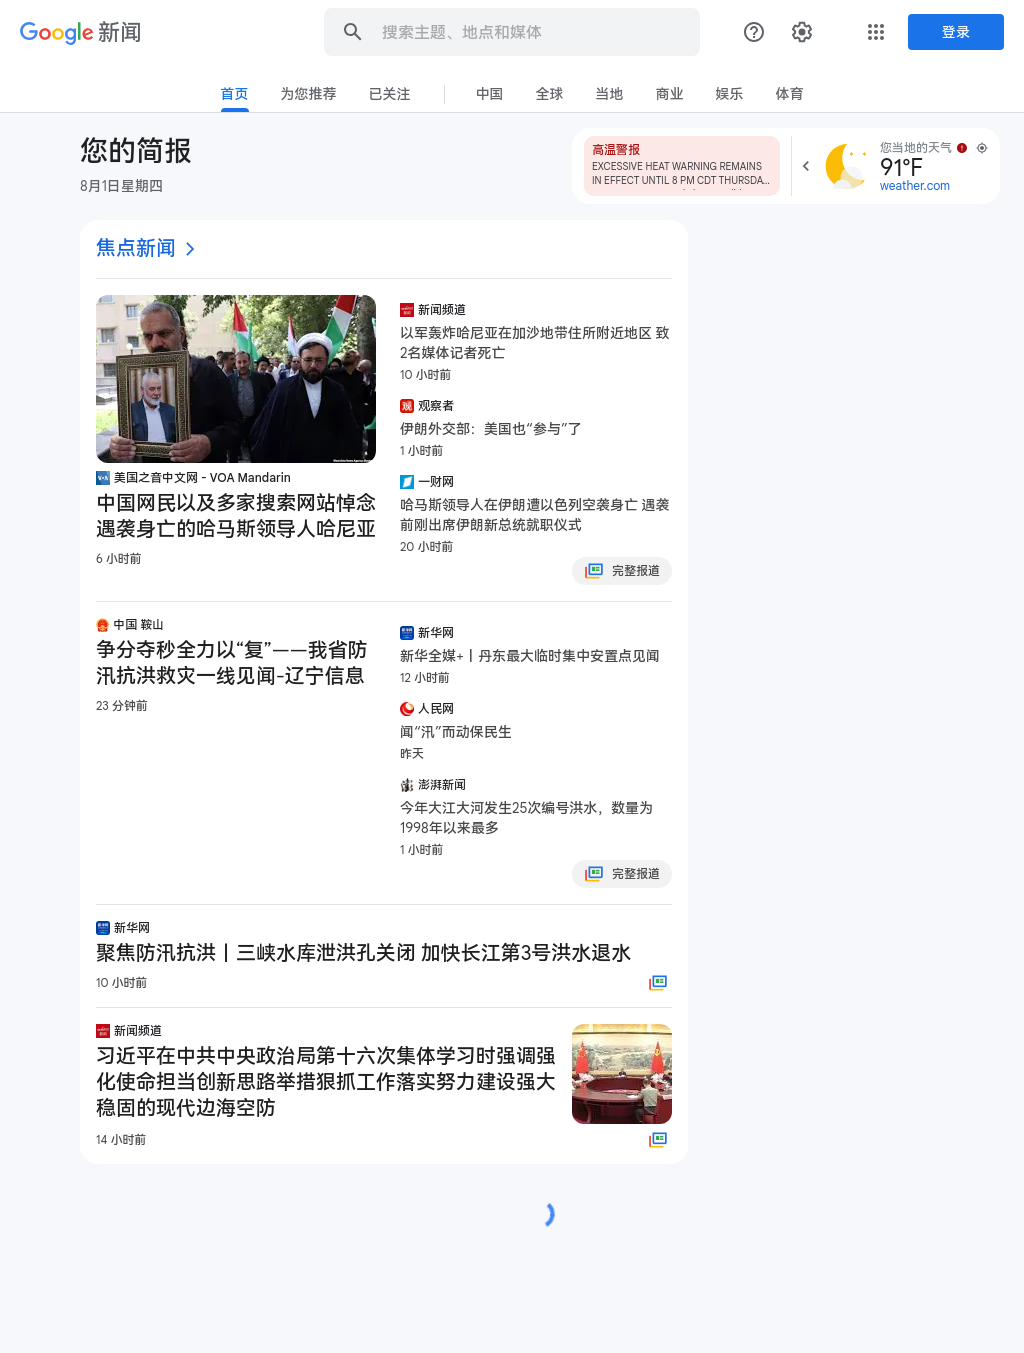 Google 新闻
搜索主题、地点和媒体
登录
首页 为您推荐 已关注 中国 全球 当地 商业 娱乐 体育
您的简报
8月1日星期四
高温警报
EXCESSIVE HEAT WARNING REMAINS
IN EFFECT UNTIL 8 PM CDT THURSDA...
您当地的天气
91°F
weather.com
焦点新闻
美国之音中文网 - VOA Mandarin
中国网民以及多家搜索网站悼念
遇袭身亡的哈马斯领导人哈尼亚
6 小时前
新闻频道
以军轰炸哈尼亚在加沙地带住所附近地区 致
2名媒体记者死亡
10 小时前
观察者
伊朗外交部：美国也“参与”了
1 小时前
一财网
哈马斯领导人在伊朗遭以色列空袭身亡 遇袭
前刚出席伊朗新总统就职仪式
20 小时前
完整报道
中国 鞍山
争分夺秒全力以“复”——我省防
汛抗洪救灾一线见闻-辽宁信息
23 分钟前
新华网
新华全媒+丨丹东最大临时集中安置点见闻
12 小时前
人民网
闻“汛”而动保民生
昨天
澎湃新闻
今年大江大河发生25次编号洪水，数量为
1998年以来最多
1 小时前
完整报道
新华网
聚焦防汛抗洪丨三峡水库泄洪孔关闭 加快长江第3号洪水退水
10 小时前
新闻频道
习近平在中共中央政治局第十六次集体学习时强调强
化使命担当创新思路举措狠抓工作落实努力建设强大
稳固的现代边海空防
14 小时前